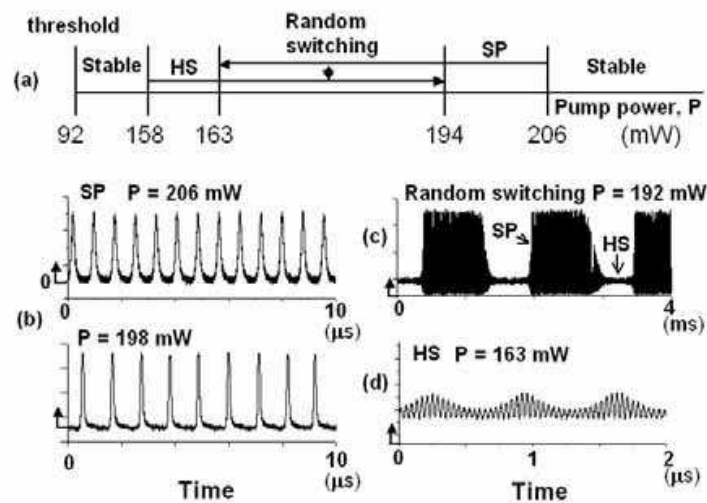 threshold
Random
switching
Stable
HS
SP
Stable
(a)
Pump power, P
92 158 163 194 206 (mW)
SP P = 206 mW
0
0 10
(μs)
(b)
P = 198 mW
0 10
(μs)
Time
Random switching P = 192 mW
(c)
SP
HS
0 4
(ms)
HS P = 163 mW
(d)
0 1 2
(μs)
Time